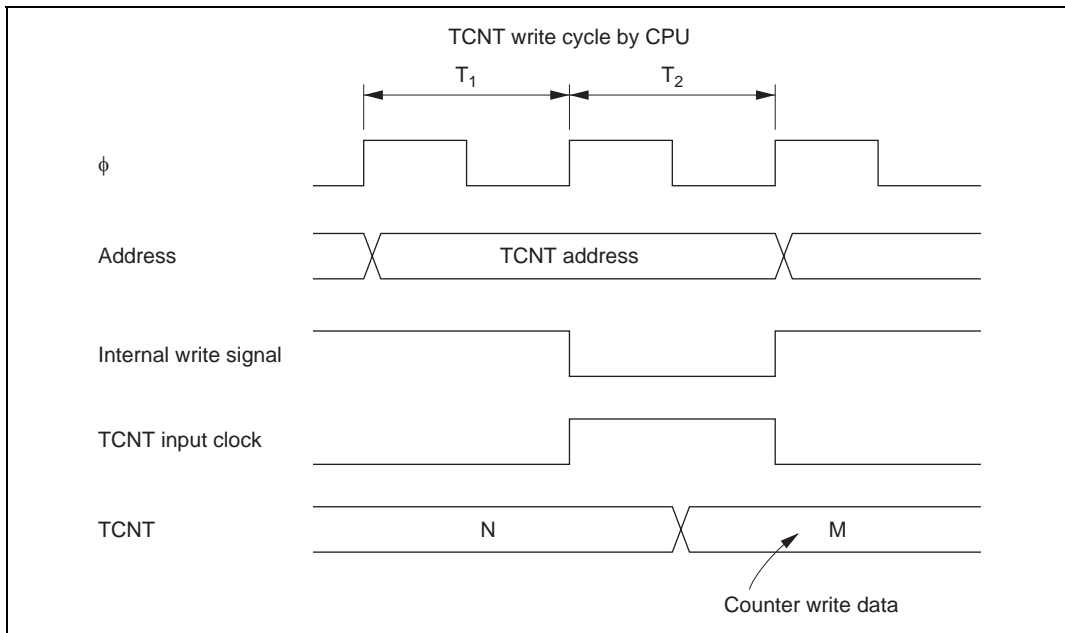 TCNT write cycle by CPU
T1 T2
ϕ
Address TCNT address
Internal write signal
TCNT input clock
TCNT N M
Counter write data